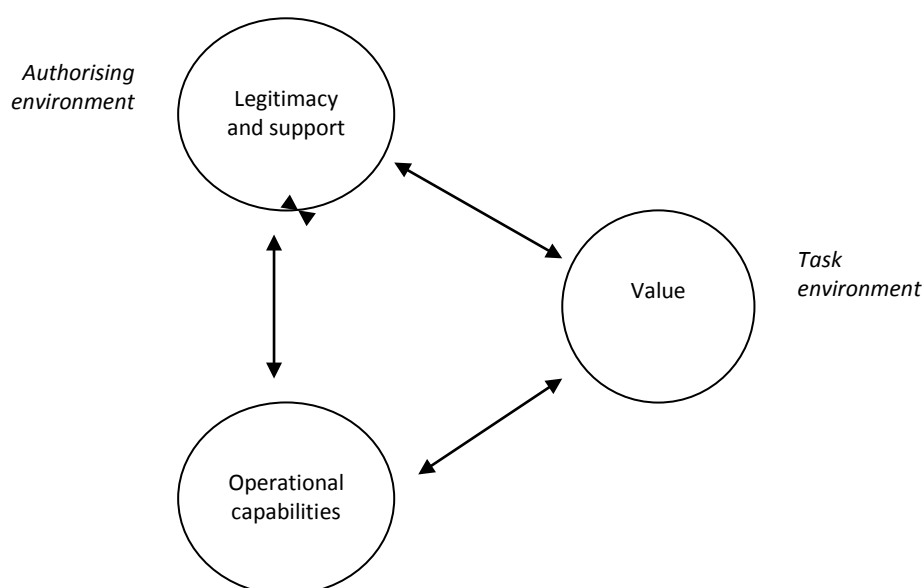 Authorising
environment
Legitimacy
and support
Value
Task
environment
Operational
capabilities